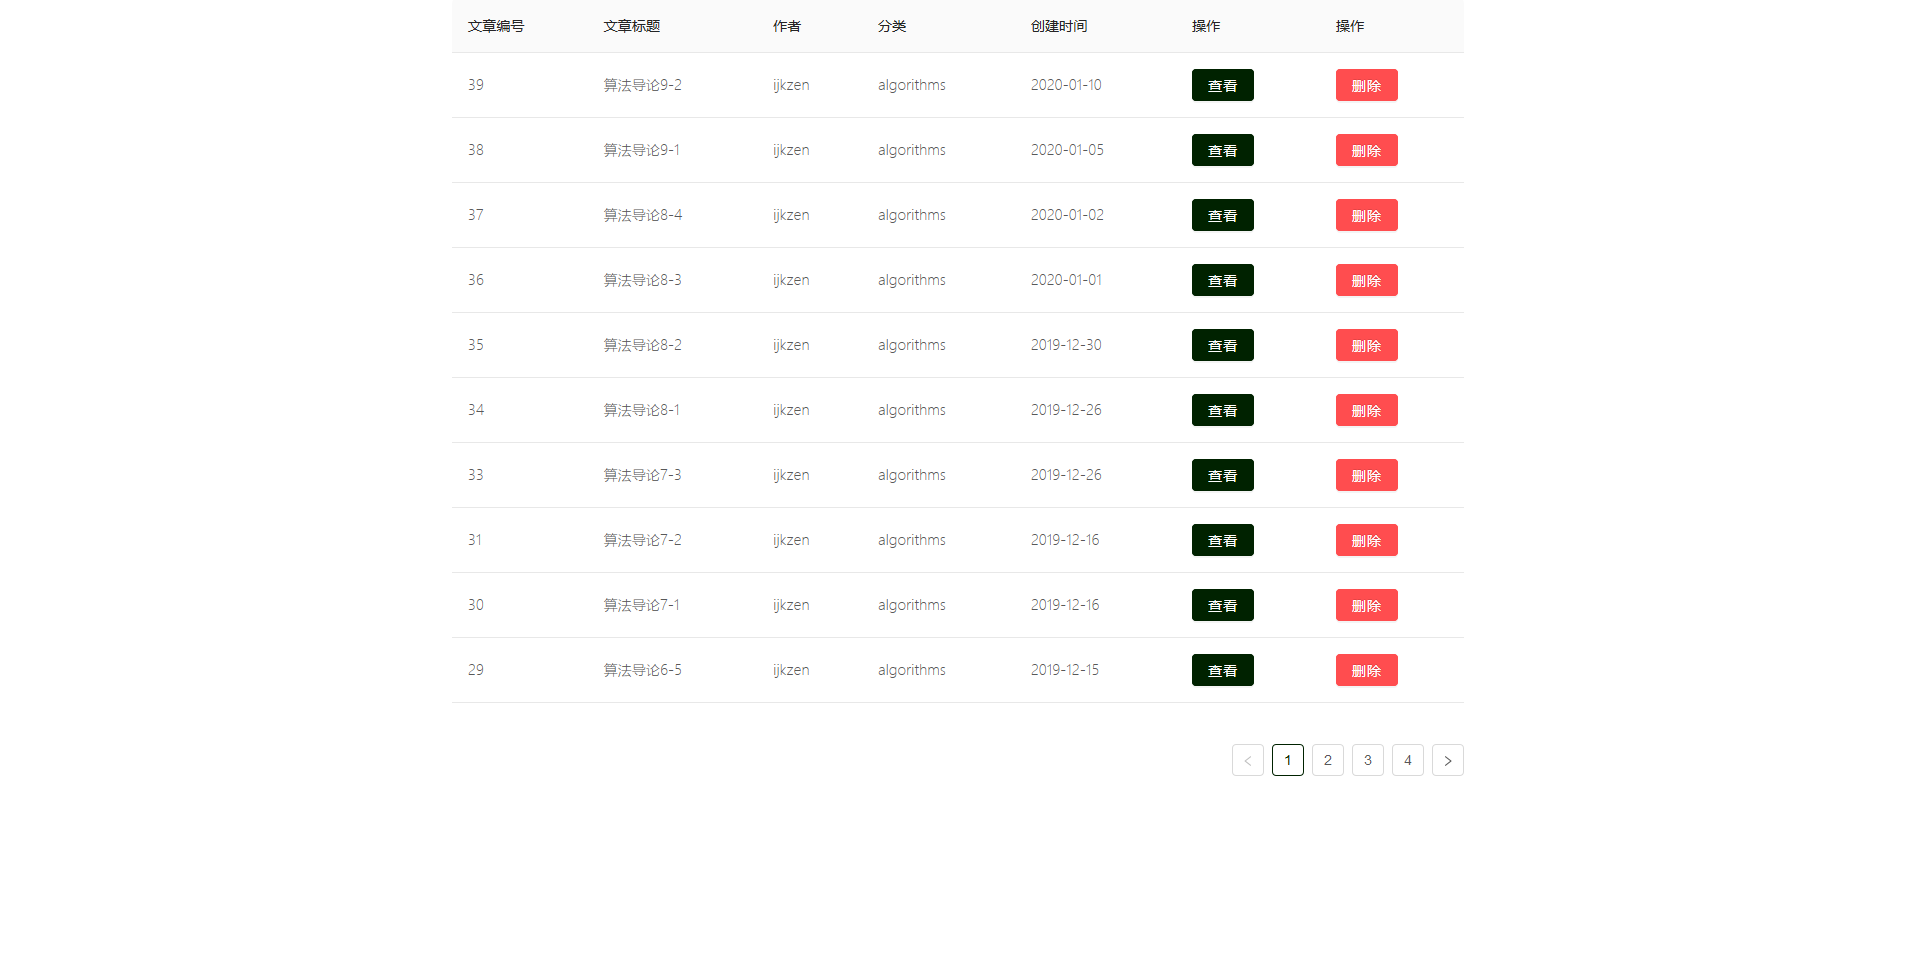 文章编号 文章标题 作者 分类 创建时间 操作 操作
39 算法导论9-2 ijkzen algorithms 2020-01-10 查看 删除
38 算法导论9-1 ijkzen algorithms 2020-01-05 查看 删除
37 算法导论8-4 ijkzen algorithms 2020-01-02 查看 删除
36 算法导论8-3 ijkzen algorithms 2020-01-01 查看 删除
35 算法导论8-2 ijkzen algorithms 2019-12-30 查看 删除
34 算法导论8-1 ijkzen algorithms 2019-12-26 查看 删除
33 算法导论7-3 ijkzen algorithms 2019-12-26 查看 删除
31 算法导论7-2 ijkzen algorithms 2019-12-16 查看 删除
30 算法导论7-1 ijkzen algorithms 2019-12-16 查看 删除
29 算法导论6-5 ijkzen algorithms 2019-12-15 查看 删除
< 1 2 3 4 >